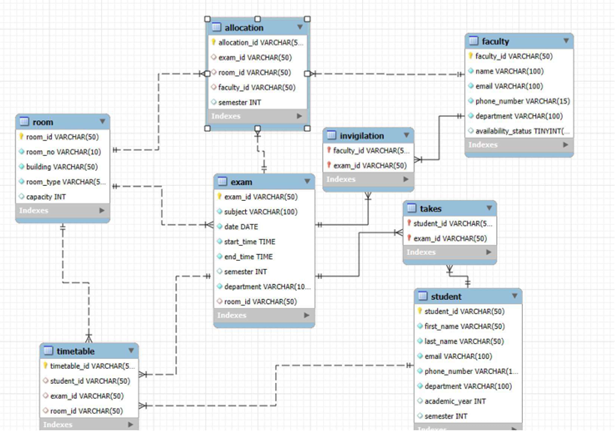 allocation
allocation_id VARCHAR(5...
exam_id VARCHAR(50)
room_id VARCHAR(50)
faculty_id VARCHAR(50)
semester INT
Indexes
faculty
faculty_id VARCHAR(50)
name VARCHAR(100)
email VARCHAR(100)
phone_number VARCHAR(15)
department VARCHAR(100)
availability_status TINYINT(...
Indexes
room
room_id VARCHAR(50)
room_no VARCHAR(10)
building VARCHAR(50)
room_type VARCHAR(5...
capacity INT
Indexes
invigilation
faculty_id VARCHAR(5...
exam_id VARCHAR(50)
Indexes
exam
exam_id VARCHAR(50)
subject VARCHAR(100)
date DATE
start_time TIME
end_time TIME
semester INT
department VARCHAR(10...
room_id VARCHAR(50)
Indexes
takes
student_id VARCHAR(5...
exam_id VARCHAR(50)
Indexes
student
student_id VARCHAR(50)
first_name VARCHAR(50)
last_name VARCHAR(50)
email VARCHAR(100)
phone_number VARCHAR(1...
department VARCHAR(100)
academic_year INT
semester INT
Indexes
timetable
timetable_id VARCHAR(5...
student_id VARCHAR(50)
exam_id VARCHAR(50)
room_id VARCHAR(50)
Indexes